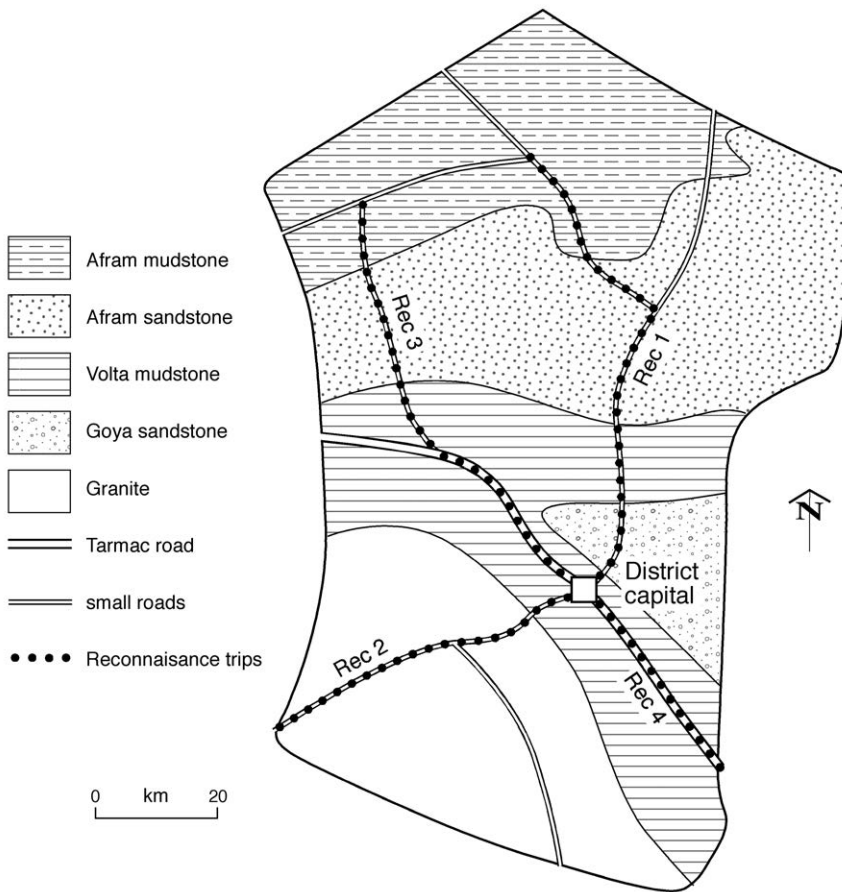 Afram mudstone
Afram sandstone
Volta mudstone
Goya sandstone
Granite
Tarmac road
small roads
Reconnaisance trips
0 km 20
Rec 3
Rec 1
District
capital
Rec 2
Rec 4
N